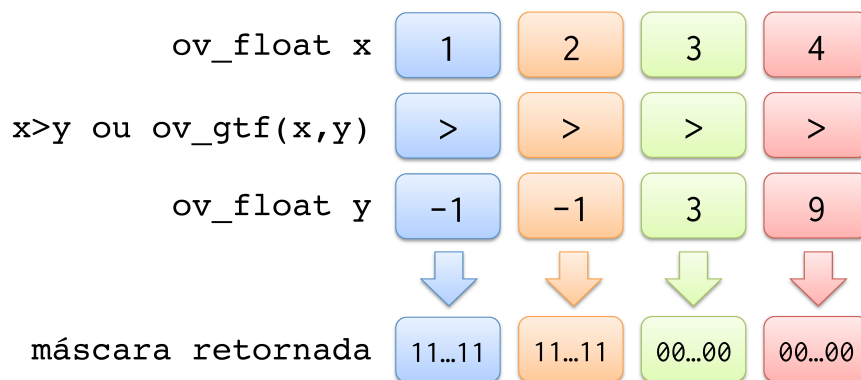 ov_float x 1 2 3 4
x>y ou ov_gtf(x,y) > > > >
ov_float y -1 -1 3 9
máscara retornada 11…11 11…11 00…00 00…00